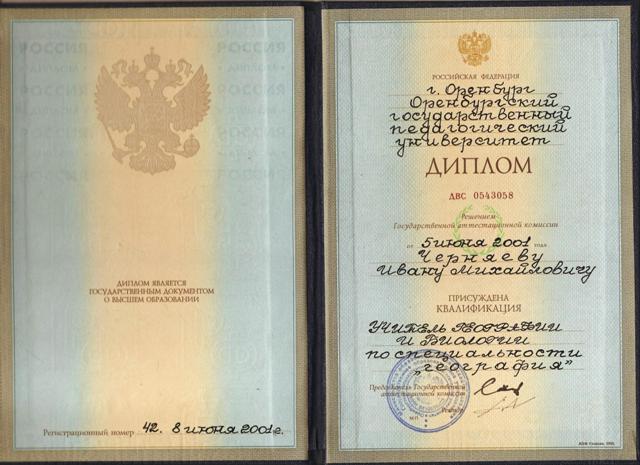 ДИПЛОМ ЯВЛЯЕТСЯ
ГОСУДАРСТВЕННЫМ ДОКУМЕНТОМ
О ВЫСШЕМ ОБРАЗОВАНИИ
Регистрационный номер 42. 8 июня 2001г.
РОССИЙСКАЯ ФЕДЕРАЦИЯ
г. Оренбург
Оренбургский
государственный
педагогический
университет
ДИПЛОМ
ДВС 0543058
Решением
Государственной аттестационной комиссии
от 5 июня 2001 года
Черняеву
Ивану Михайловичу
ПРИСУЖДЕНА
КВАЛИФИКАЦИЯ
УЧИТЕЛЬ ГЕОГРАФИИ
и Биологии
по специальности
„география"
Председатель Государственной
аттестационной комиссии
М.П. Ректор